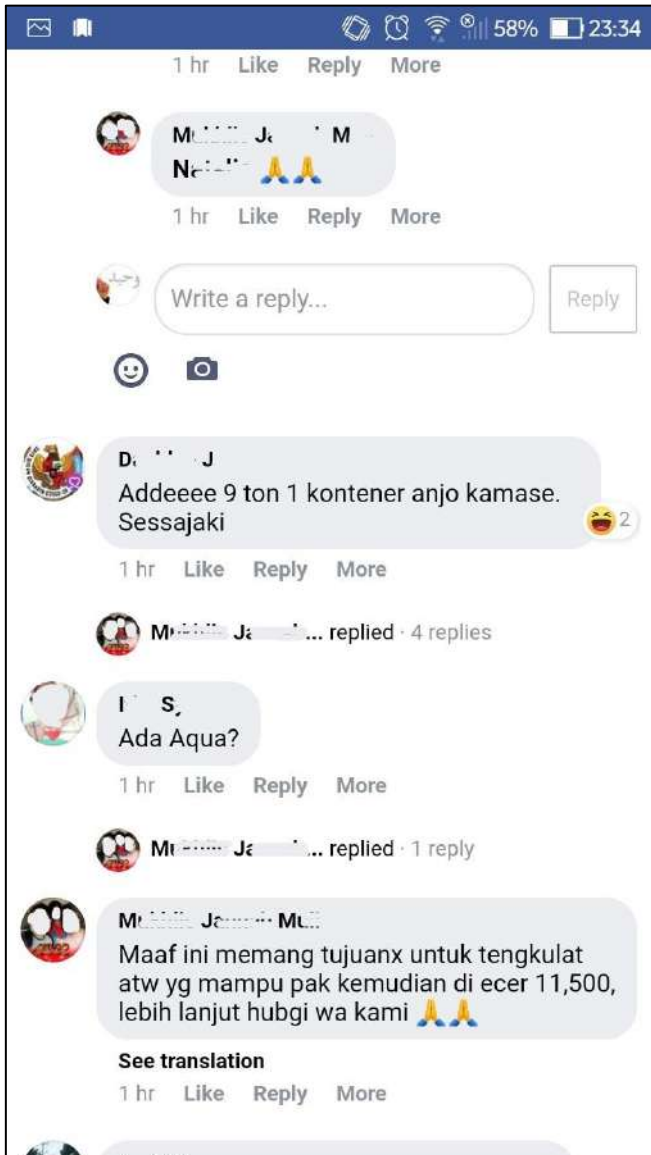 58% 23:34
1 hr Like Reply More
1 hr Like Reply More
وحيد
Write a reply...
Reply
Addeeee 9 ton 1 kontener anjo kamase.
Sessajaki
2
1 hr Like Reply More
... replied · 4 replies
Ada Aqua?
1 hr Like Reply More
... replied · 1 reply
Maaf ini memang tujuanx untuk tengkulat
atw yg mampu pak kemudian di ecer 11,500,
lebih lanjut hubgi wa kami 🙏🙏
See translation
1 hr Like Reply More